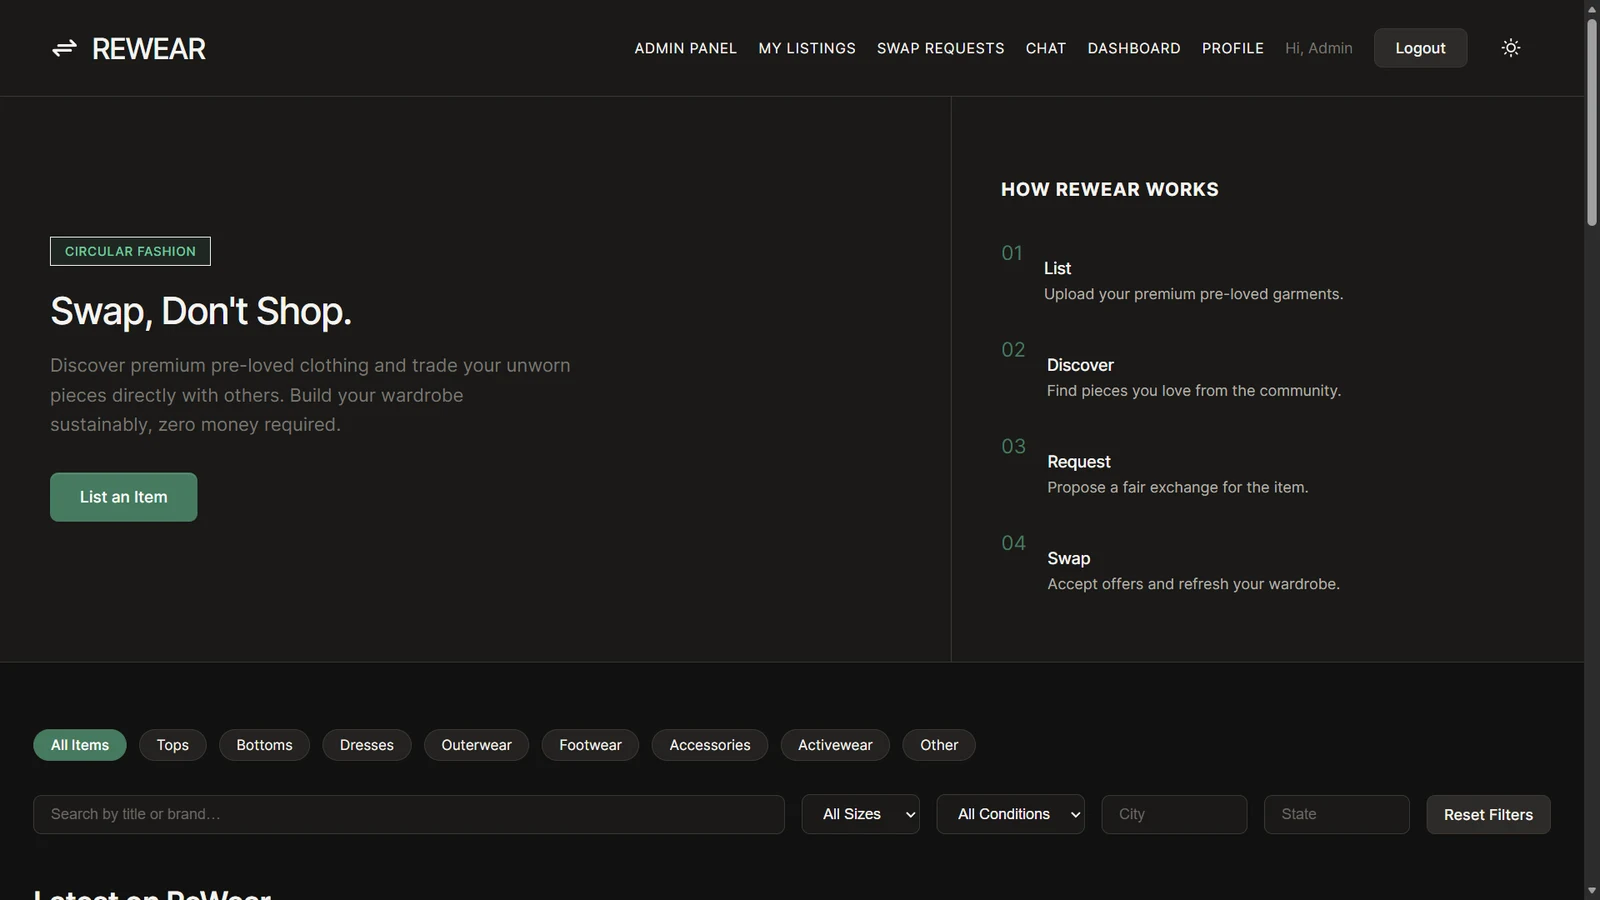 REWEAR
ADMIN PANEL MY LISTINGS SWAP REQUESTS CHAT DASHBOARD PROFILE Hi, Admin Logout
CIRCULAR FASHION
Swap, Don't Shop.
Discover premium pre-loved clothing and trade your unworn
pieces directly with others. Build your wardrobe
sustainably, zero money required.
List an Item
HOW REWEAR WORKS
01
List
Upload your premium pre-loved garments.
02
Discover
Find pieces you love from the community.
03
Request
Propose a fair exchange for the item.
04
Swap
Accept offers and refresh your wardrobe.
All Items Tops Bottoms Dresses Outerwear Footwear Accessories Activewear Other
Search by title or brand... All Sizes All Conditions City State Reset Filters
Latest on ReWear